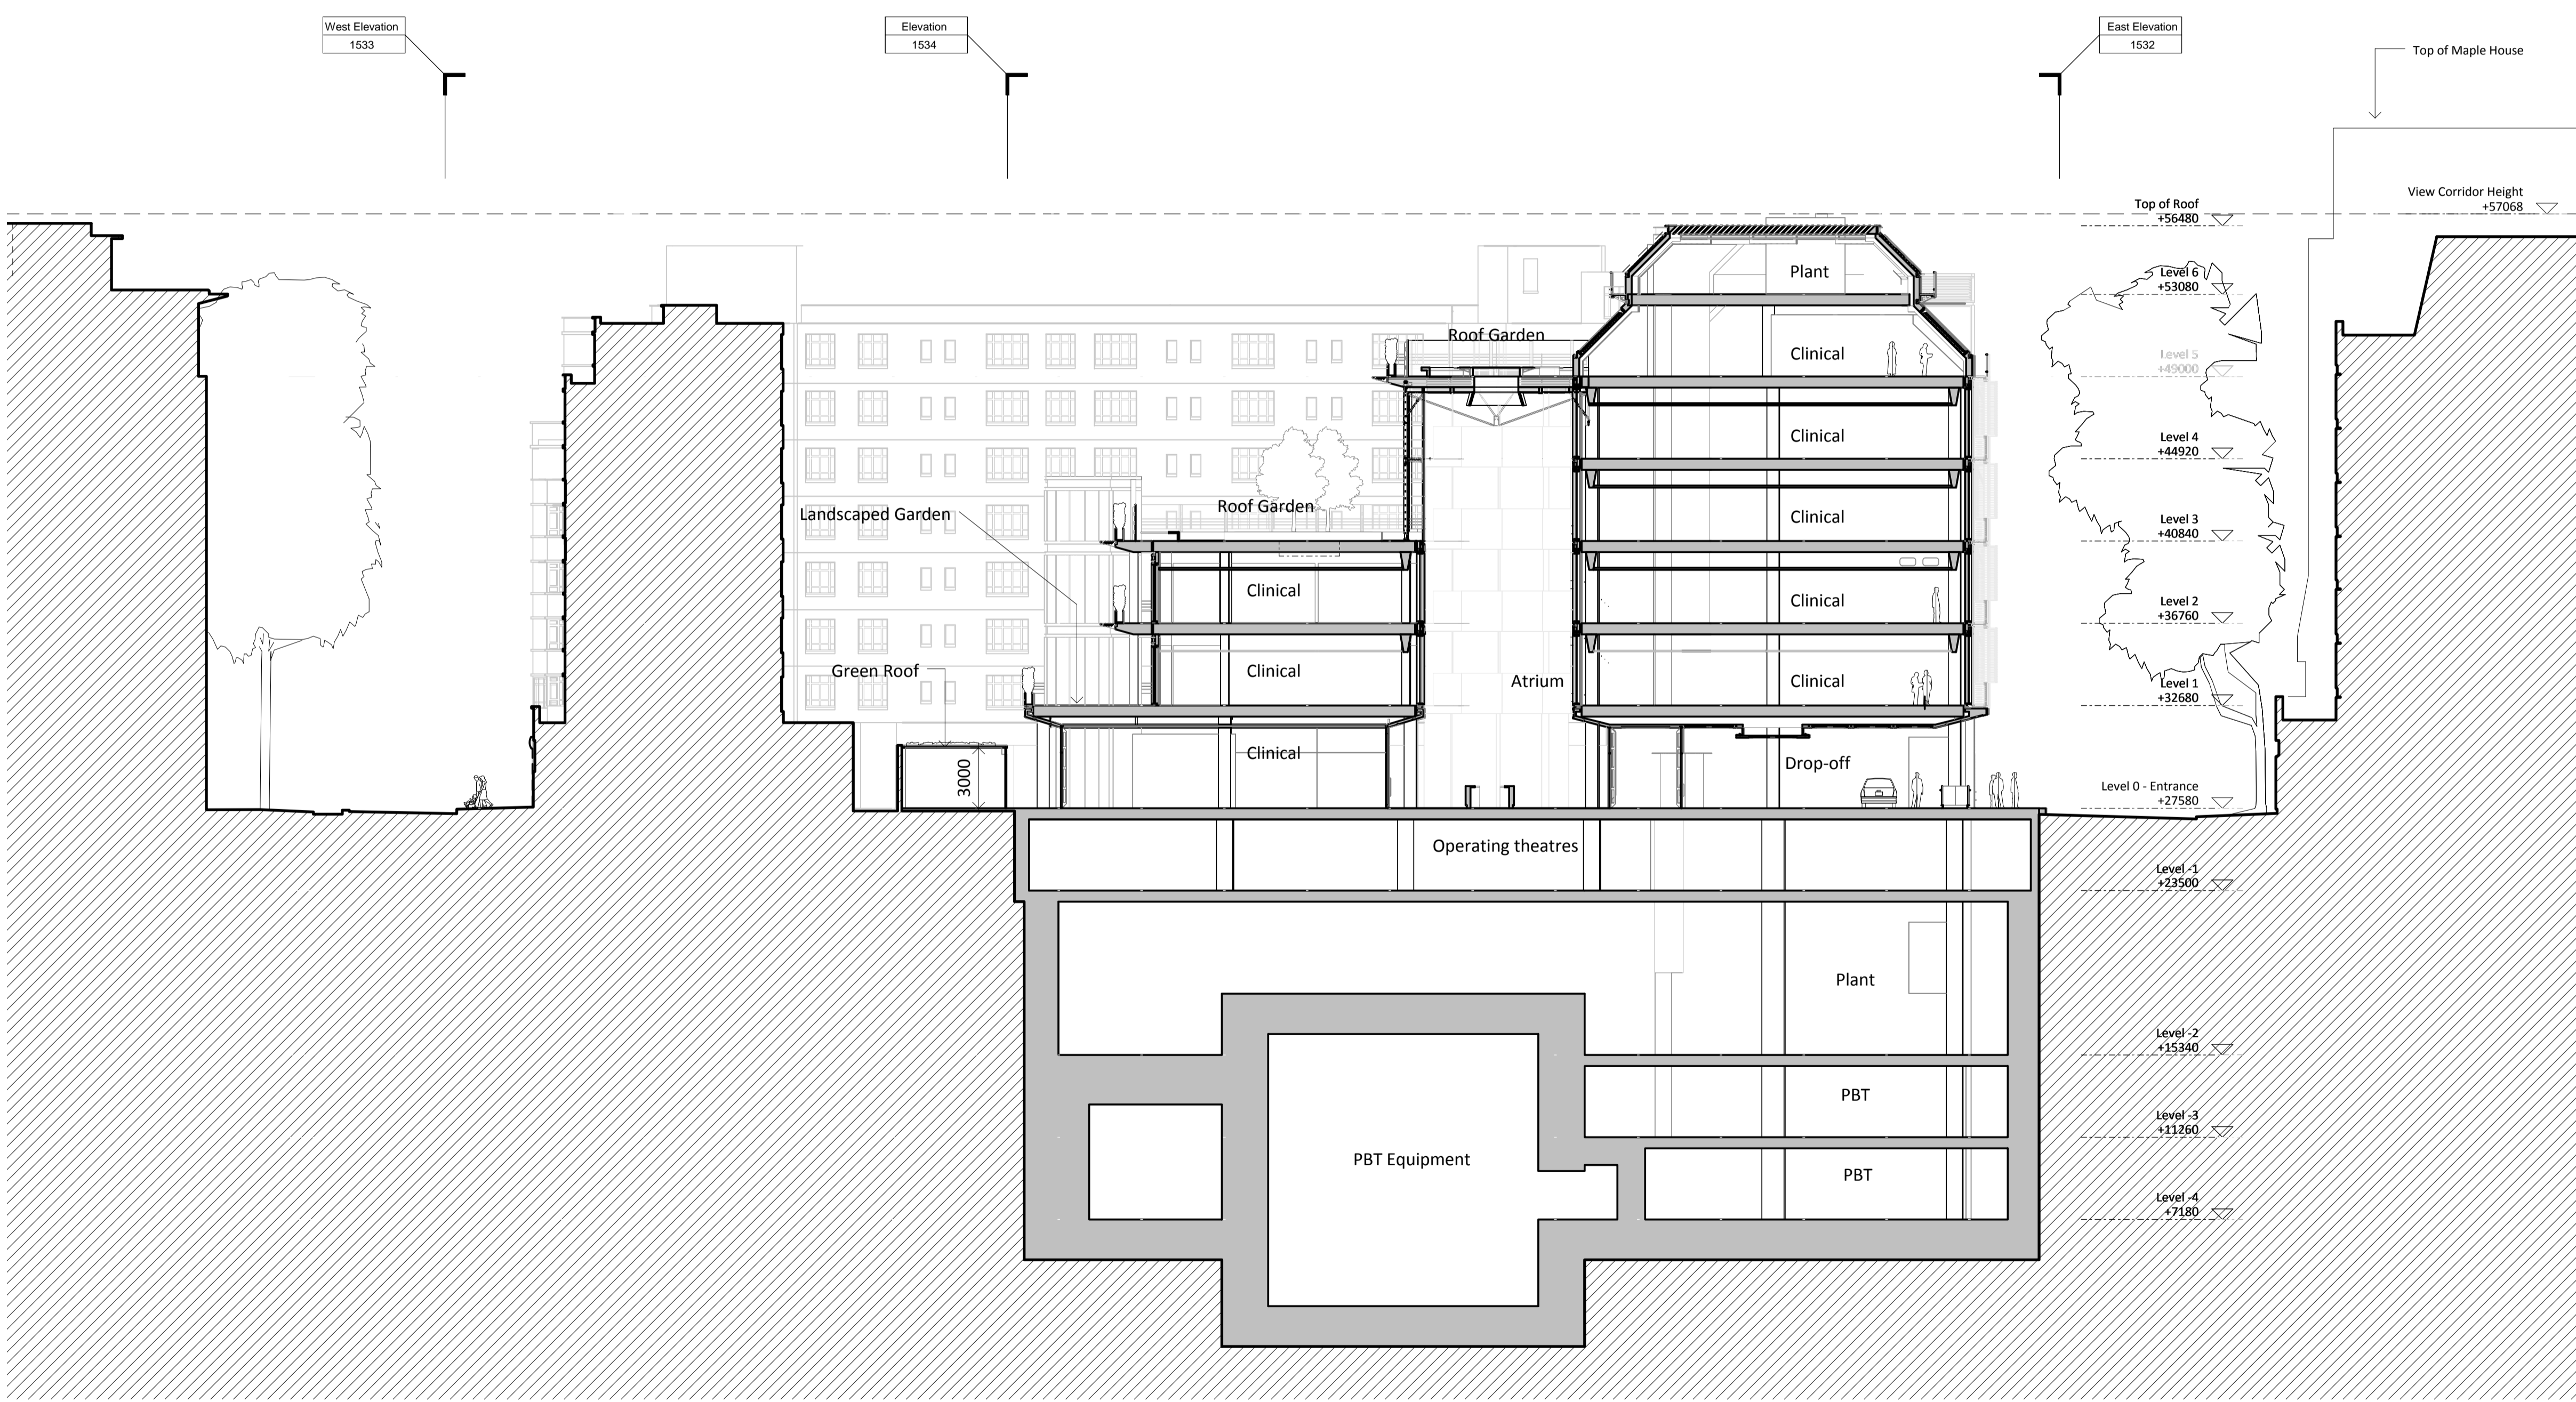 West Elevation
1533
Elevation
1534
East Elevation
1532
Top of Maple House
View Corridor Height
+57068
Top of Roof
+56480
Level 6
+53080
Plant
Roof Garden
Clinical
Level 5
+49000
Clinical
Level 4
+44920
Roof Garden
Landscaped Garden
Clinical
Level 3
+40840
Clinical
Clinical
Level 2
+36760
Green Roof
Clinical
Atrium
Clinical
Level 1
+32680
Clinical
3000
Drop-off
Level 0 - Entrance
+27580
Operating theatres
Level -1
+23500
Plant
Level -2
+15340
PBT
Level -3
+11260
PBT Equipment
PBT
Level -4
+7180